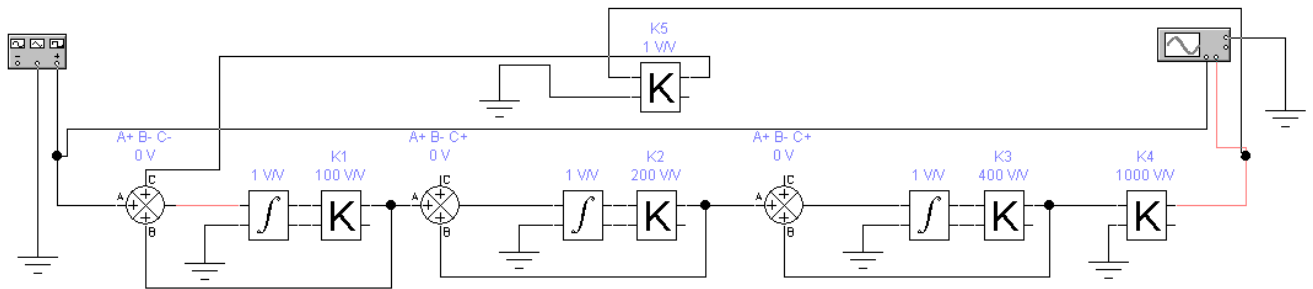 K5
1 V/V
A+ B- C-
0 V
A+ B- C+
0 V
A+ B- C+
0 V
K1
1 V/V
100 V/V
K2
1 V/V
200 V/V
K3
1 V/V
400 V/V
K4
1000 V/V
K
A
C
B
∫
K
A
C
B
∫
K
A
C
B
∫
K
K